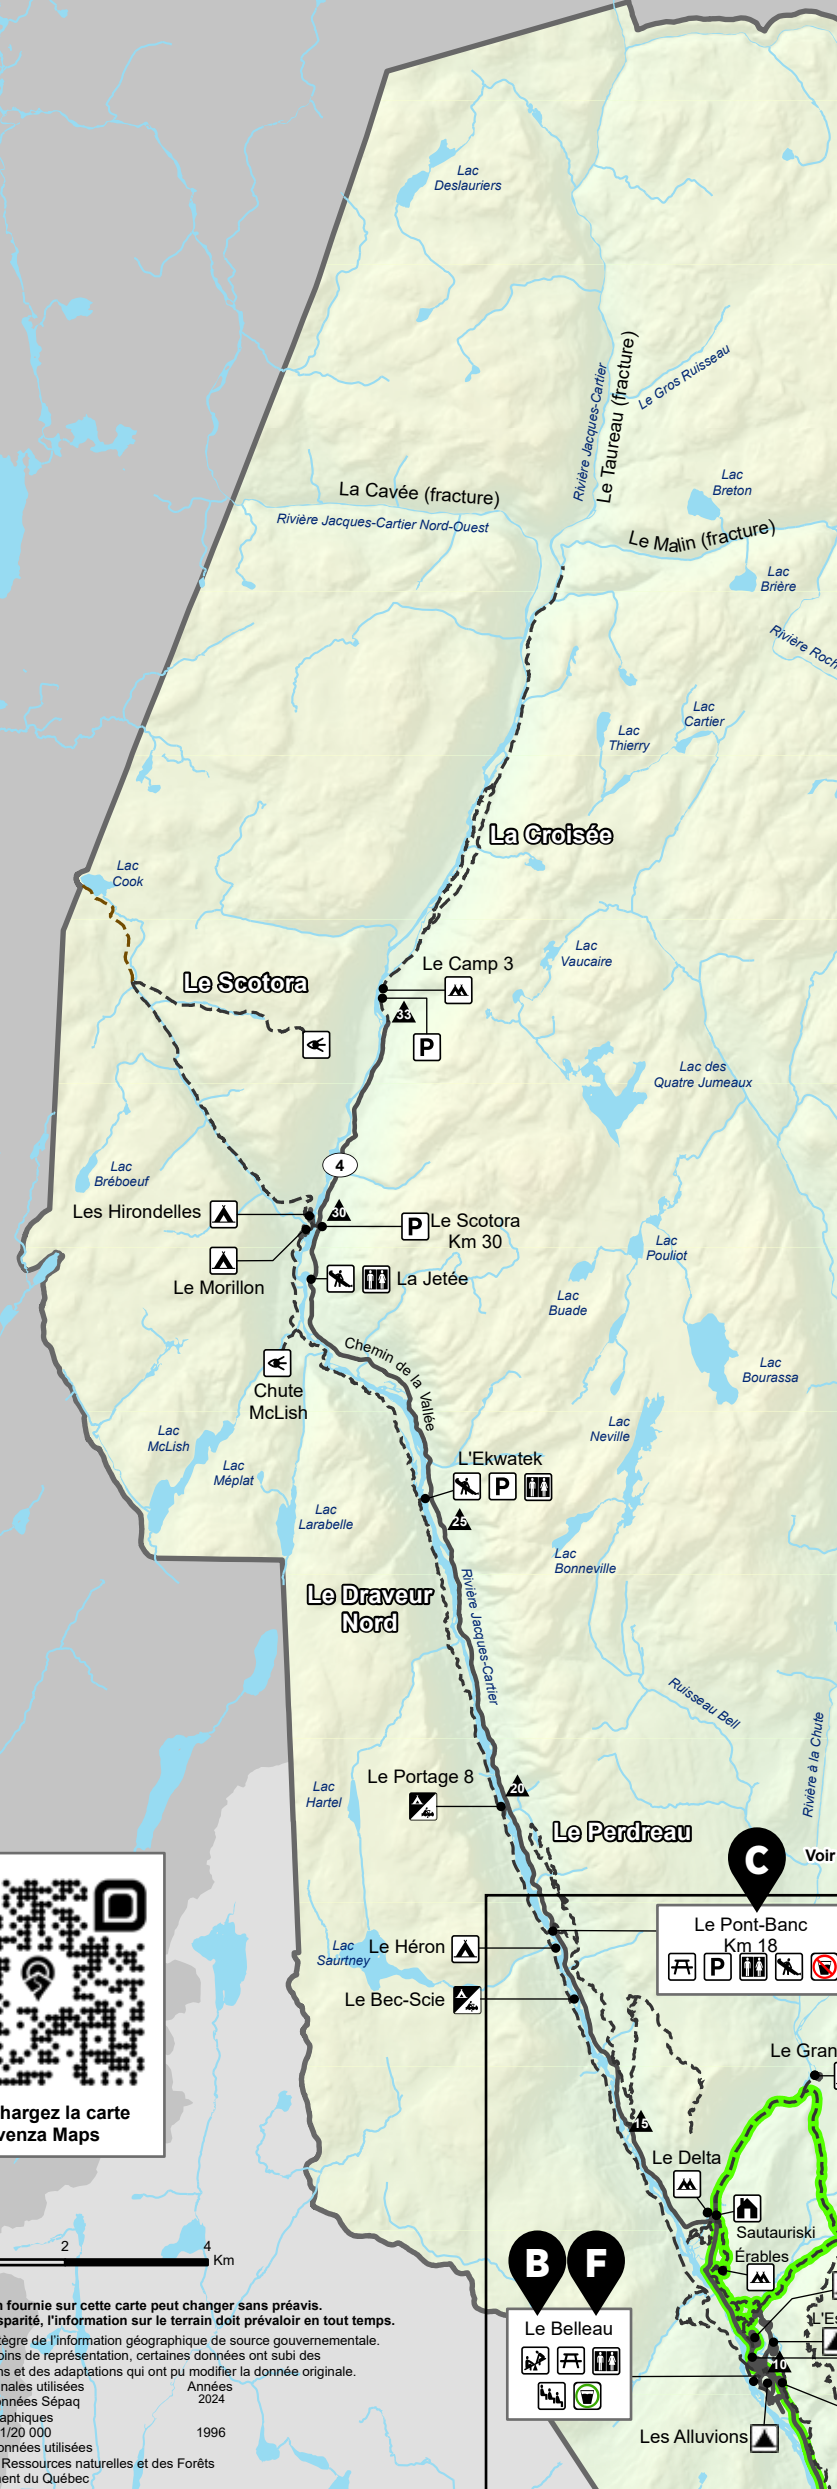 Lac
Deslauriers
Rivière Jacques-Cartier
Le Taureau (fracture)
Le Gros Ruisseau
La Cavée (fracture)
Rivière Jacques-Cartier Nord-Ouest
Lac
Breton
Le Malin (fracture)
Lac
Brière
Rivière Roch
Lac
Cartier
Lac
Thierry
La Croisée
Lac
Cook
Lac
Vaucaire
Le Camp 3
Le Scotora
33
P
Lac des
Quatre Jumeaux
4
Lac
Bréboeuf
Les Hirondelles
30
P
Le Scotora
Km 30
Lac
Pouliot
Le Morillon
La Jetée
Lac
Buade
Chemin de la Vallée
Chute
McLish
Lac
Bourassa
Lac
McLish
Lac
Neville
Lac
Méplat
L'Ekwatek
P
25
Lac
Larabelle
Lac
Bonneville
Le Draveur
Nord
Rivière Jacques-Cartier
Ruisseau Bell
Rivière à la Chute
Le Portage 8
20
Lac
Hartel
Le Perdreau
Voir
C
Le Pont-Banc
Km 18
P
Lac
Saurtney
Le Héron
Le Bec-Scie
Le Gran
15
Le Delta
Sautauriski
Érables
B F
Le Belleau
L'Es
10
Les Alluvions
hargez la carte
venza Maps
2 4
Km
n fournie sur cette carte peut changer sans préavis.
sparité, l'information sur le terrain doit prévaloir en tout temps.
tègre de l'information géographique de source gouvernementale.
oins de représentation, certaines données ont subi des
ns et des adaptations qui ont pu modifier la donnée originale.
nales utilisées Années
onnées Sépaq 2024
raphiques
1/20 000 1996
onnées utilisées
Ressources naturelles et des Forêts
ment du Québec